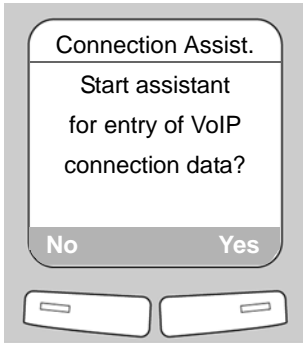 Connection Assist.
Start assistant
for entry of VoIP
connection data?
No Yes